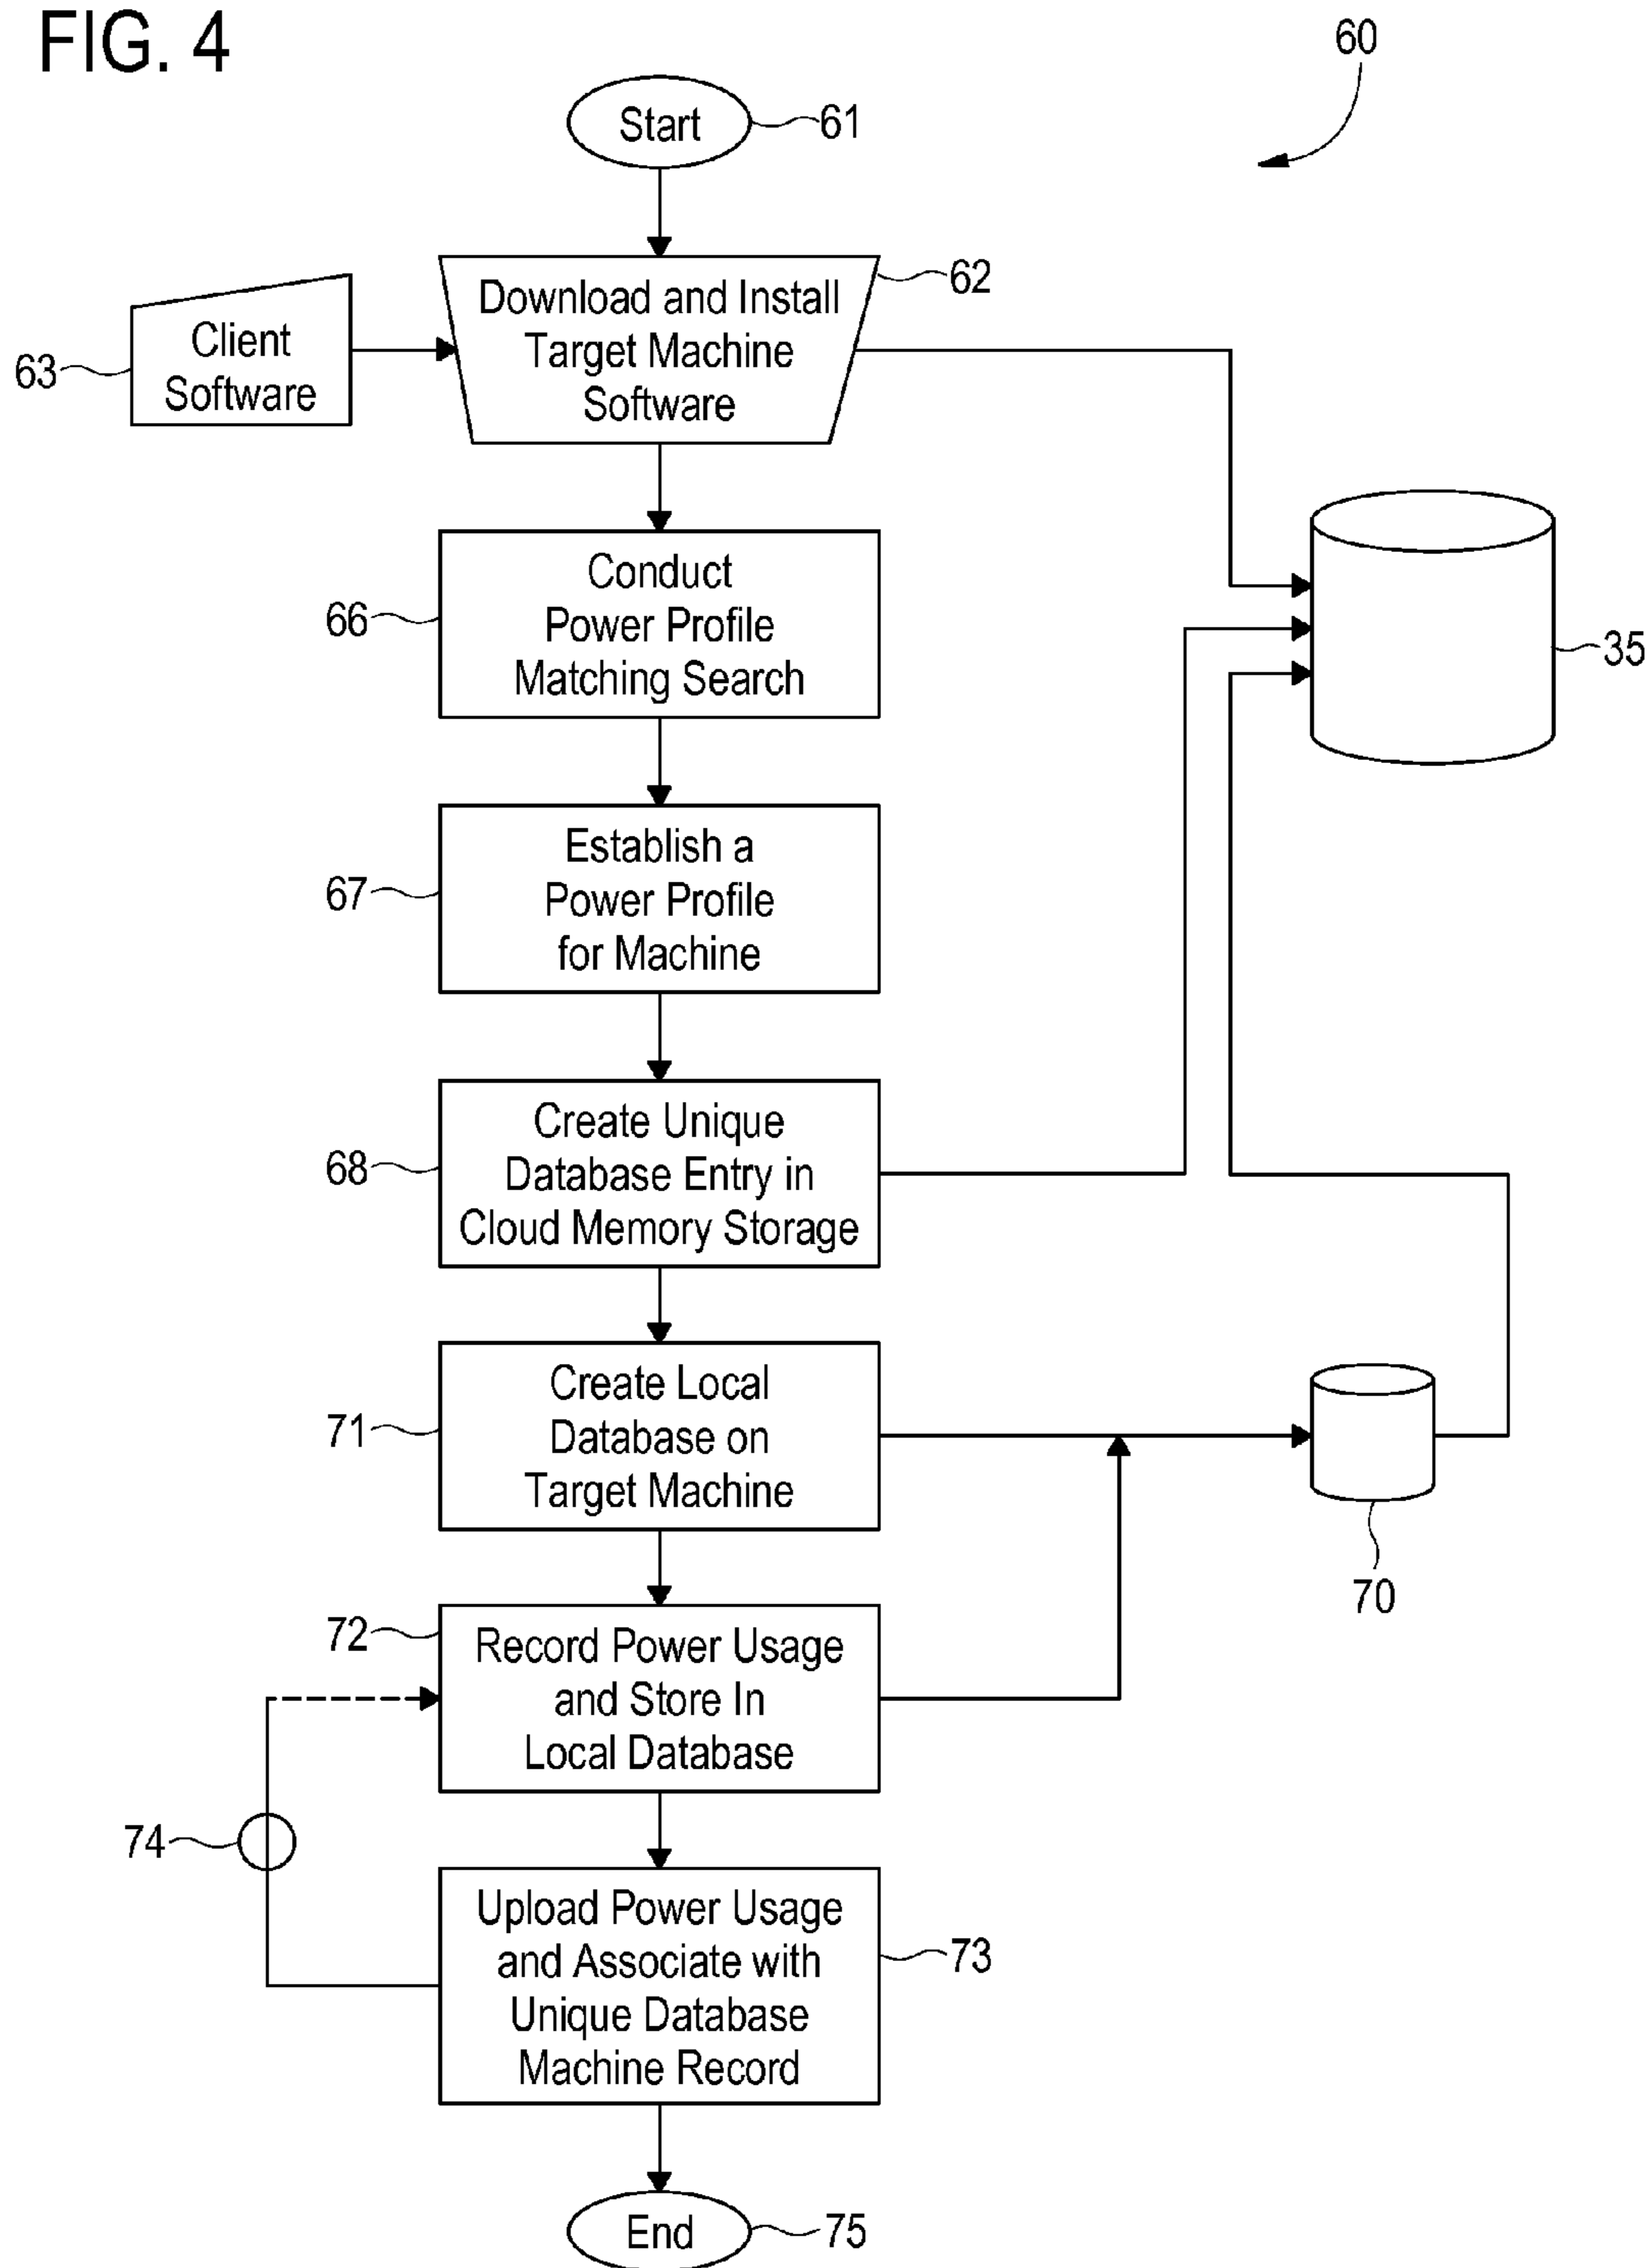 FIG. 4
60
Start
61
Download and Install
Target Machine
Software
62
Client
Software
63
Conduct
Power Profile
Matching Search
66
35
Establish a
Power Profile
for Machine
67
Create Unique
Database Entry in
Cloud Memory Storage
68
Create Local
Database on
Target Machine
71
70
72
Record Power Usage
and Store In
Local Database
74
Upload Power Usage
and Associate with
Unique Database
Machine Record
73
End
75